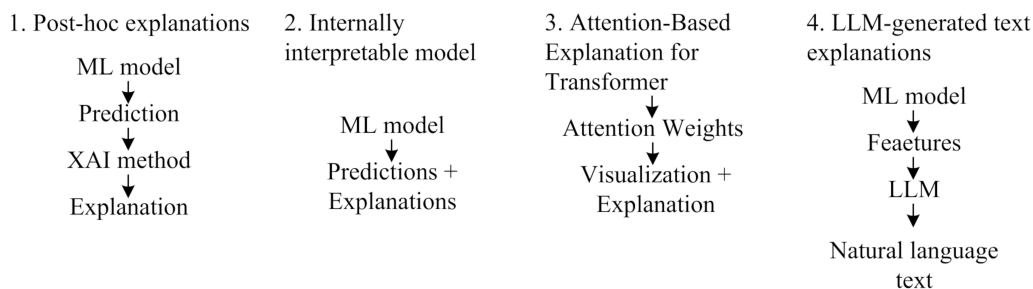 1. Post-hoc explanations
ML model
Prediction
XAI method
Explanation
2. Internally
interpretable model
ML model
Predictions +
Explanations
3. Attention-Based
Explanation for
Transformer
Attention Weights
Visualization +
Explanation
4. LLM-generated text
explanations
ML model
Feaetures
LLM
Natural language
text